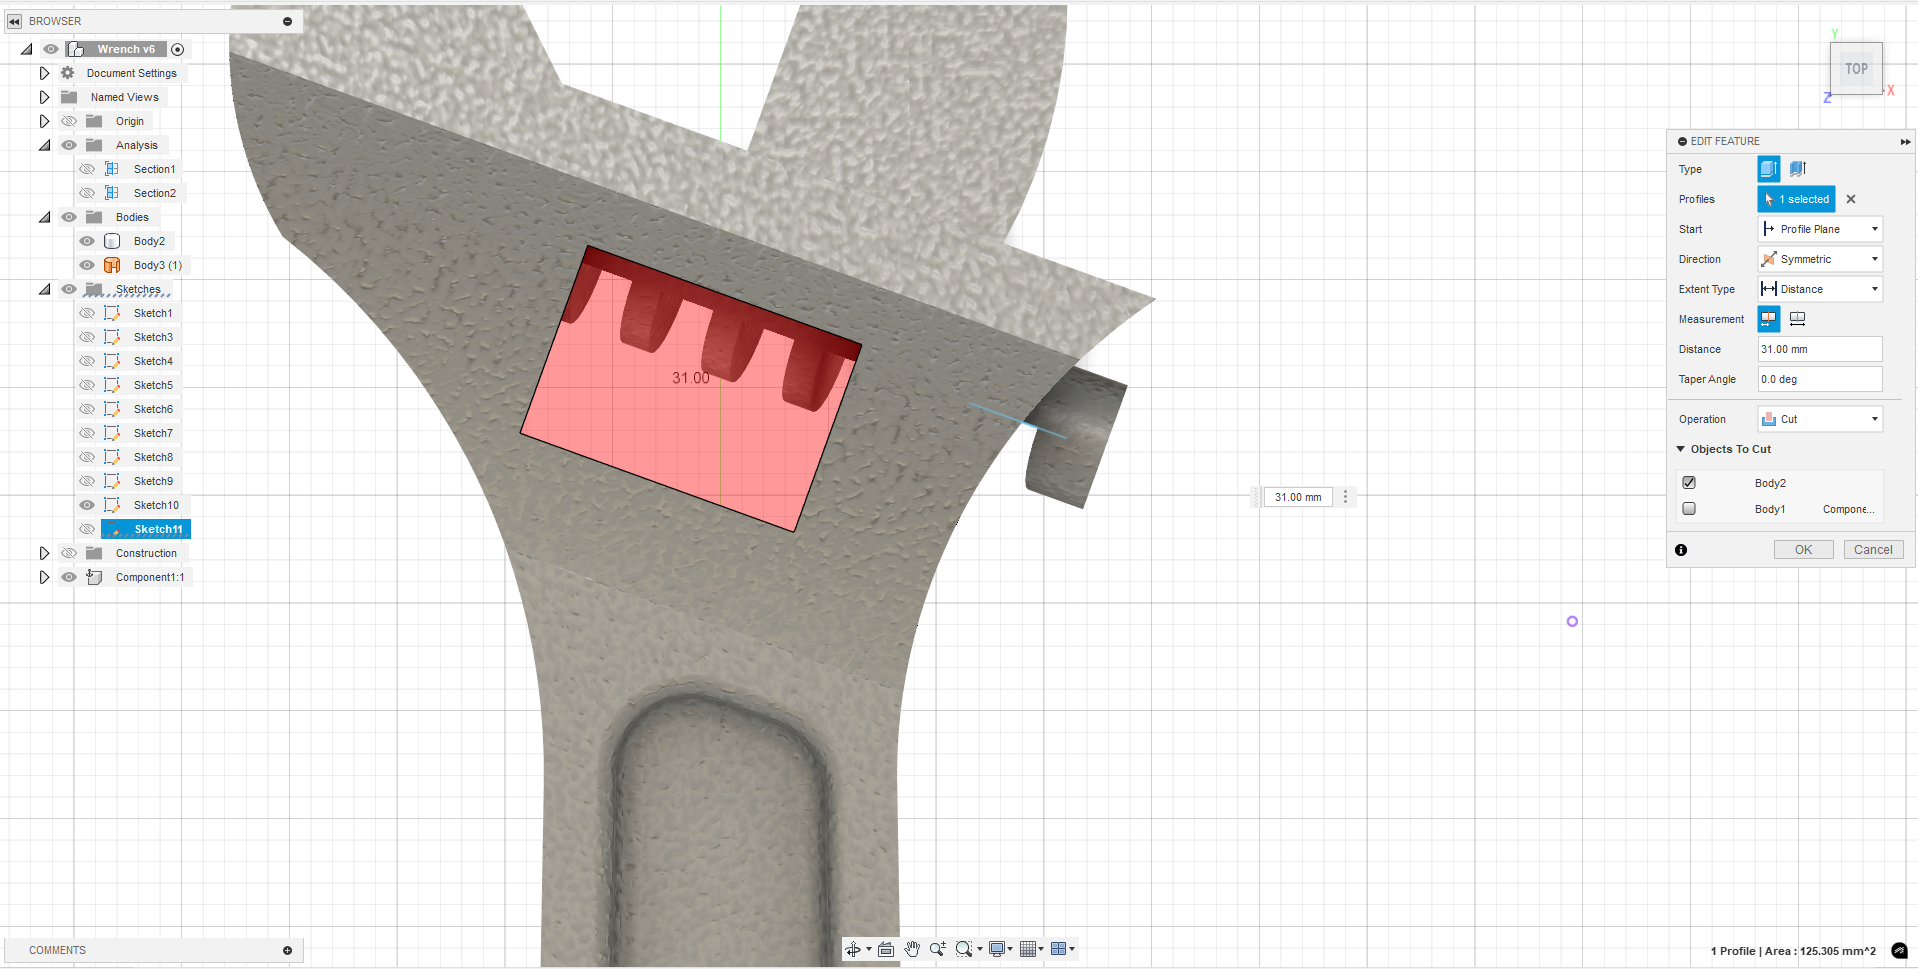 BROWSER
Wrench v6
Document Settings
Named Views
Origin
Analysis
Section1
Section2
Bodies
Body2
Body3 (1)
Sketches
Sketch1
Sketch3
Sketch4
Sketch5
Sketch6
Sketch7
Sketch8
Sketch9
Sketch10
Sketch11
Construction
Component1:1
COMMENTS
31.00
31.00 mm
Y
TOP
Z
X
EDIT FEATURE
Type
Profiles 1 selected
Start Profile Plane
Direction Symmetric
Extent Type Distance
Measurement
Distance 31.00 mm
Taper Angle 0.0 deg
Operation Cut
Objects To Cut
Body2
Body1 Compone...
OK Cancel
1 Profile | Area : 125.305 mm^2